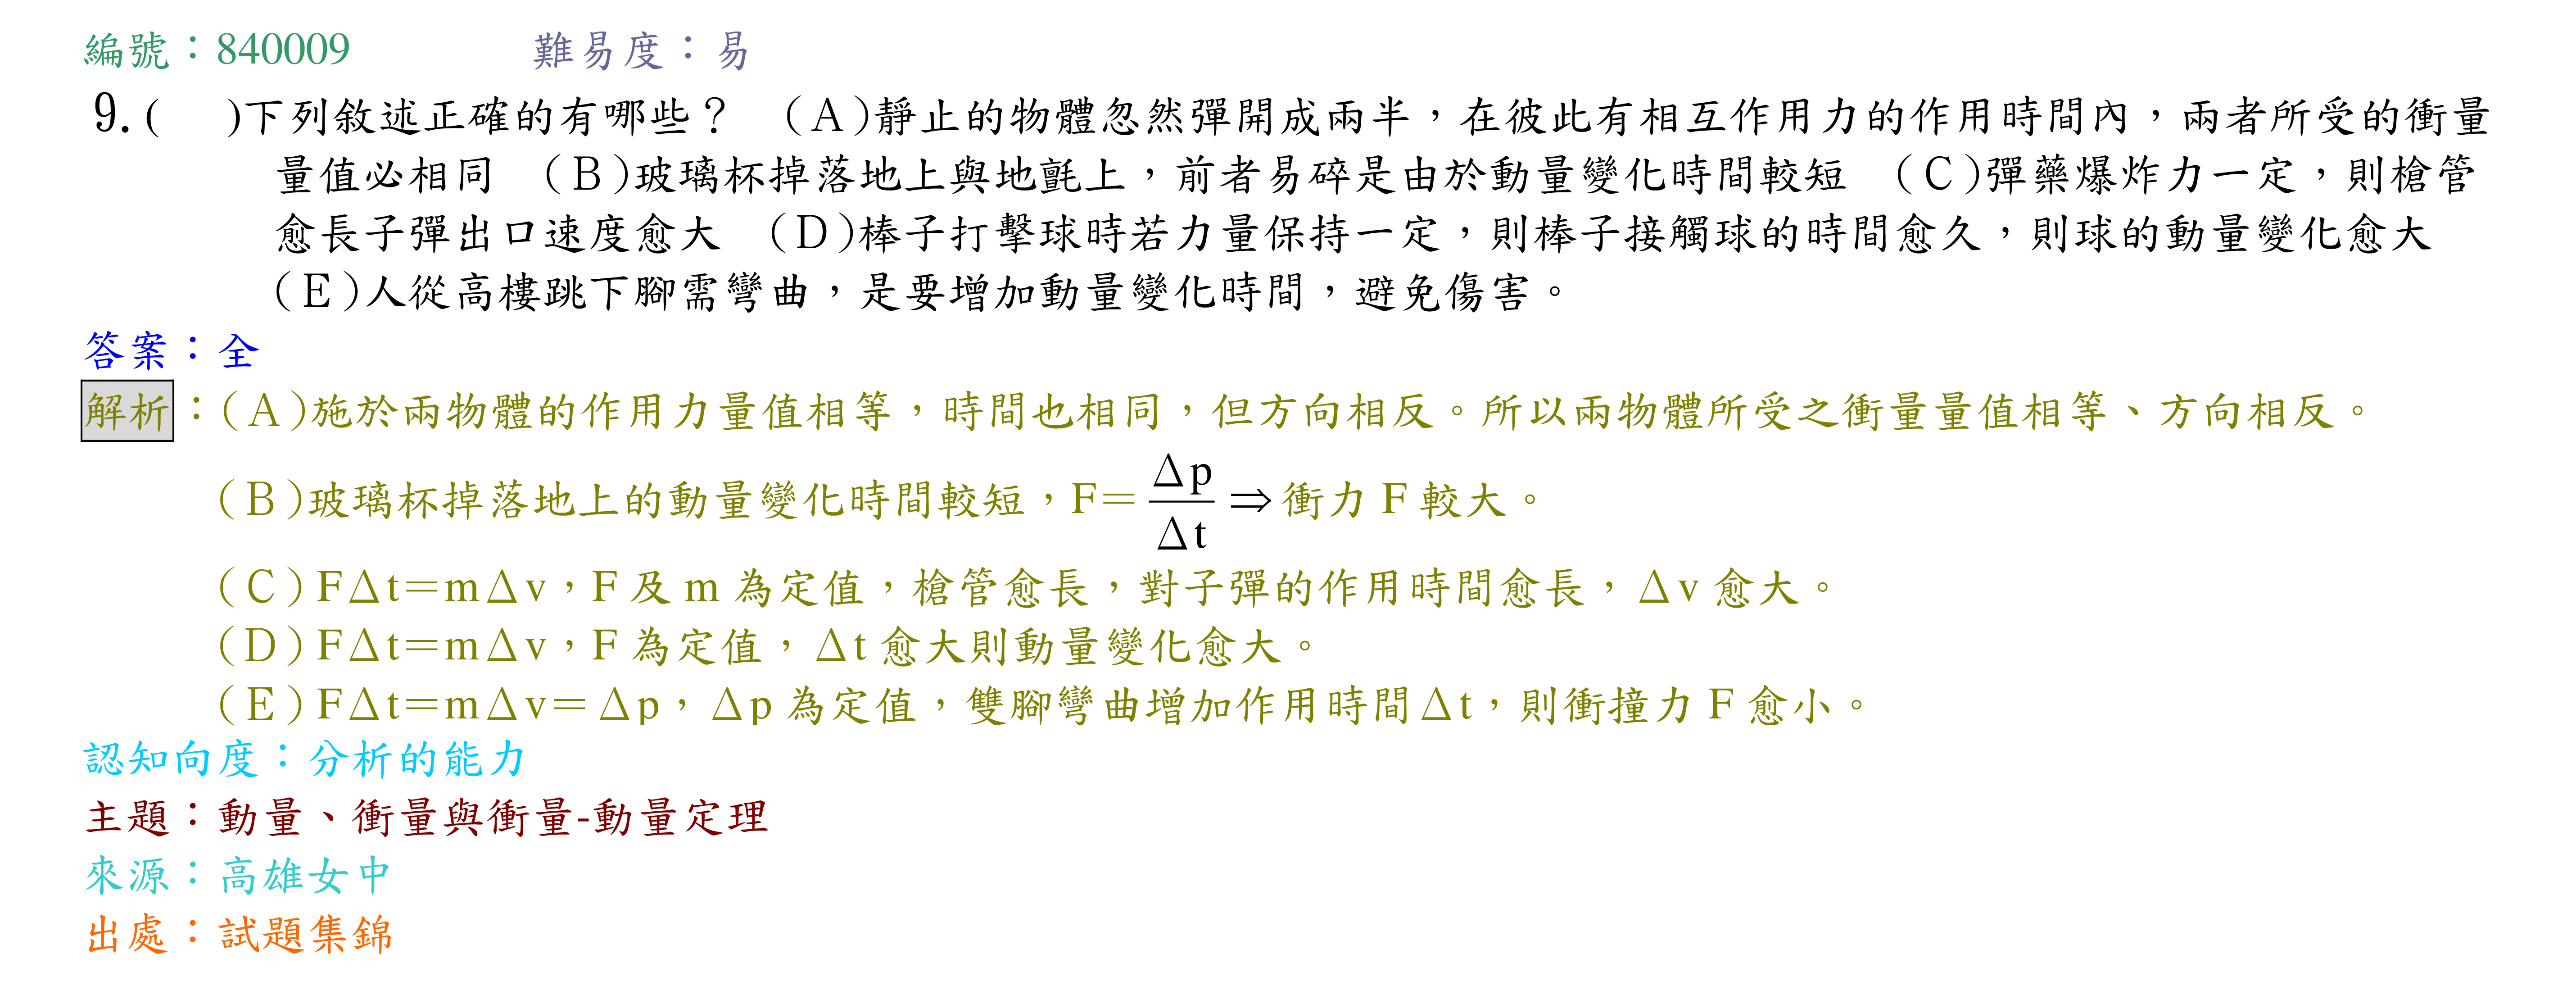 編號：840009　　難易度：易
9.(　)下列敘述正確的有哪些？　(A)靜止的物體忽然彈開成兩半，在彼此有相互作用力的作用時間內，兩者所受的衝量
量值必相同　(B)玻璃杯掉落地上與地氈上，前者易碎是由於動量變化時間較短　(C)彈藥爆炸力一定，則槍管
愈長子彈出口速度愈大　(D)棒子打擊球時若力量保持一定，則棒子接觸球的時間愈久，則球的動量變化愈大
(E)人從高樓跳下腳需彎曲，是要增加動量變化時間，避免傷害。
答案：全
解析：(A)施於兩物體的作用力量值相等，時間也相同，但方向相反。所以兩物體所受之衝量量值相等、方向相反。
(B)玻璃杯掉落地上的動量變化時間較短，F＝Δp/Δt⇒衝力 F 較大。
(C)FΔt＝mΔv，F 及 m 為定值，槍管愈長，對子彈的作用時間愈長，Δv 愈大。
(D)FΔt＝mΔv，F 為定值，Δt 愈大則動量變化愈大。
(E)FΔt＝mΔv＝Δp，Δp 為定值，雙腳彎曲增加作用時間Δt，則衝撞力 F 愈小。
認知向度：分析的能力
主題：動量、衝量與衝量-動量定理
來源：高雄女中
出處：試題集錦